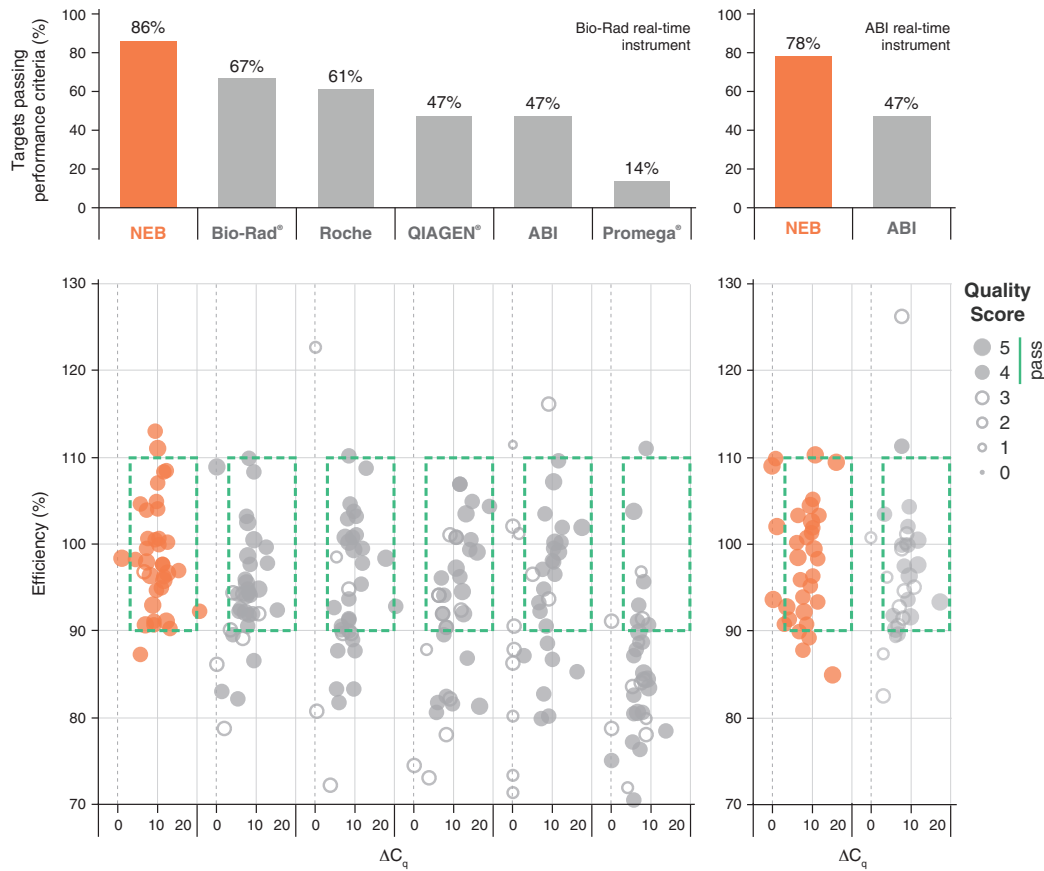 Targets passing
performance criteria (%)
100
80
60
40
20
0
86%
67%
61%
47%
47%
14%
Bio-Rad real-time
instrument
NEB
Bio-Rad®
Roche
QIAGEN®
ABI
Promega®
100
80
60
40
20
0
78%
47%
ABI real-time
instrument
NEB
ABI
Efficiency (%)
130
120
110
100
90
80
70
0 10 20 0 10 20 0 10 20 0 10 20 0 10 20 0 10 20
ΔCq
130
120
110
100
90
80
70
0 10 20 0 10 20
ΔCq
Quality
Score
5
4
3
2
1
0
pass